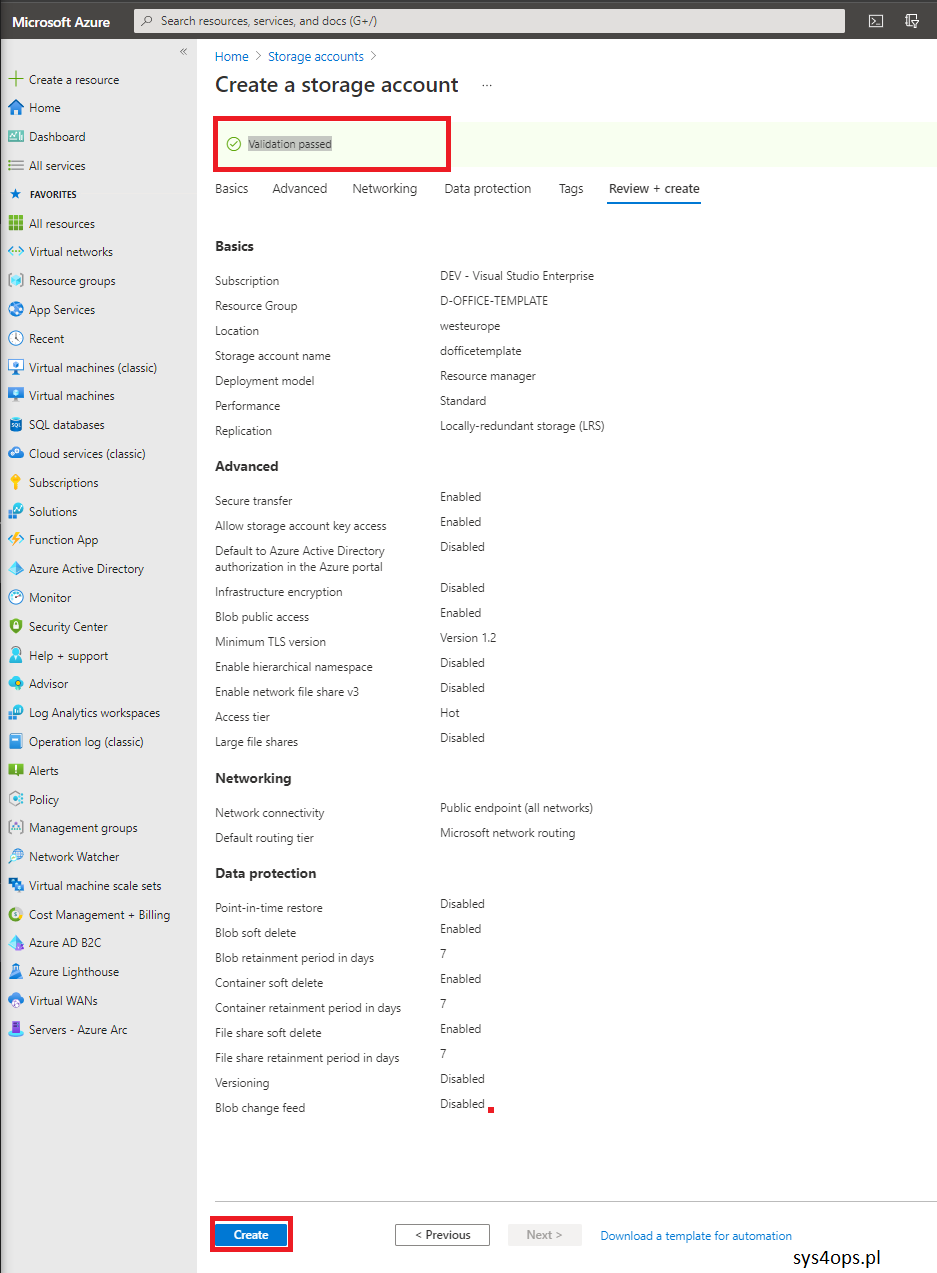 Microsoft Azure
Search resources, services, and docs (G+/)
«
Create a resource
Home
Dashboard
All services
FAVORITES
All resources
Virtual networks
Resource groups
App Services
Recent
Virtual machines (classic)
Virtual machines
SQL databases
Cloud services (classic)
Subscriptions
Solutions
Function App
Azure Active Directory
Monitor
Security Center
Help + support
Advisor
Log Analytics workspaces
Operation log (classic)
Alerts
Policy
Management groups
Network Watcher
Virtual machine scale sets
Cost Management + Billing
Azure AD B2C
Azure Lighthouse
Virtual WANs
Servers - Azure Arc
Home > Storage accounts >
Create a storage account ...
Validation passed
Basics Advanced Networking Data protection Tags Review + create
Basics
Subscription DEV - Visual Studio Enterprise
Resource Group D-OFFICE-TEMPLATE
Location westeurope
Storage account name dofficetemplate
Deployment model Resource manager
Performance Standard
Replication Locally-redundant storage (LRS)
Advanced
Secure transfer Enabled
Allow storage account key access Enabled
Default to Azure Active Directory Disabled
authorization in the Azure portal
Infrastructure encryption Disabled
Blob public access Enabled
Minimum TLS version Version 1.2
Enable hierarchical namespace Disabled
Enable network file share v3 Disabled
Access tier Hot
Large file shares Disabled
Networking
Network connectivity Public endpoint (all networks)
Default routing tier Microsoft network routing
Data protection
Point-in-time restore Disabled
Blob soft delete Enabled
Blob retainment period in days 7
Container soft delete Enabled
Container retainment period in days 7
File share soft delete Enabled
File share retainment period in days 7
Versioning Disabled
Blob change feed Disabled
Create < Previous Next > Download a template for automation
sys4ops.pl